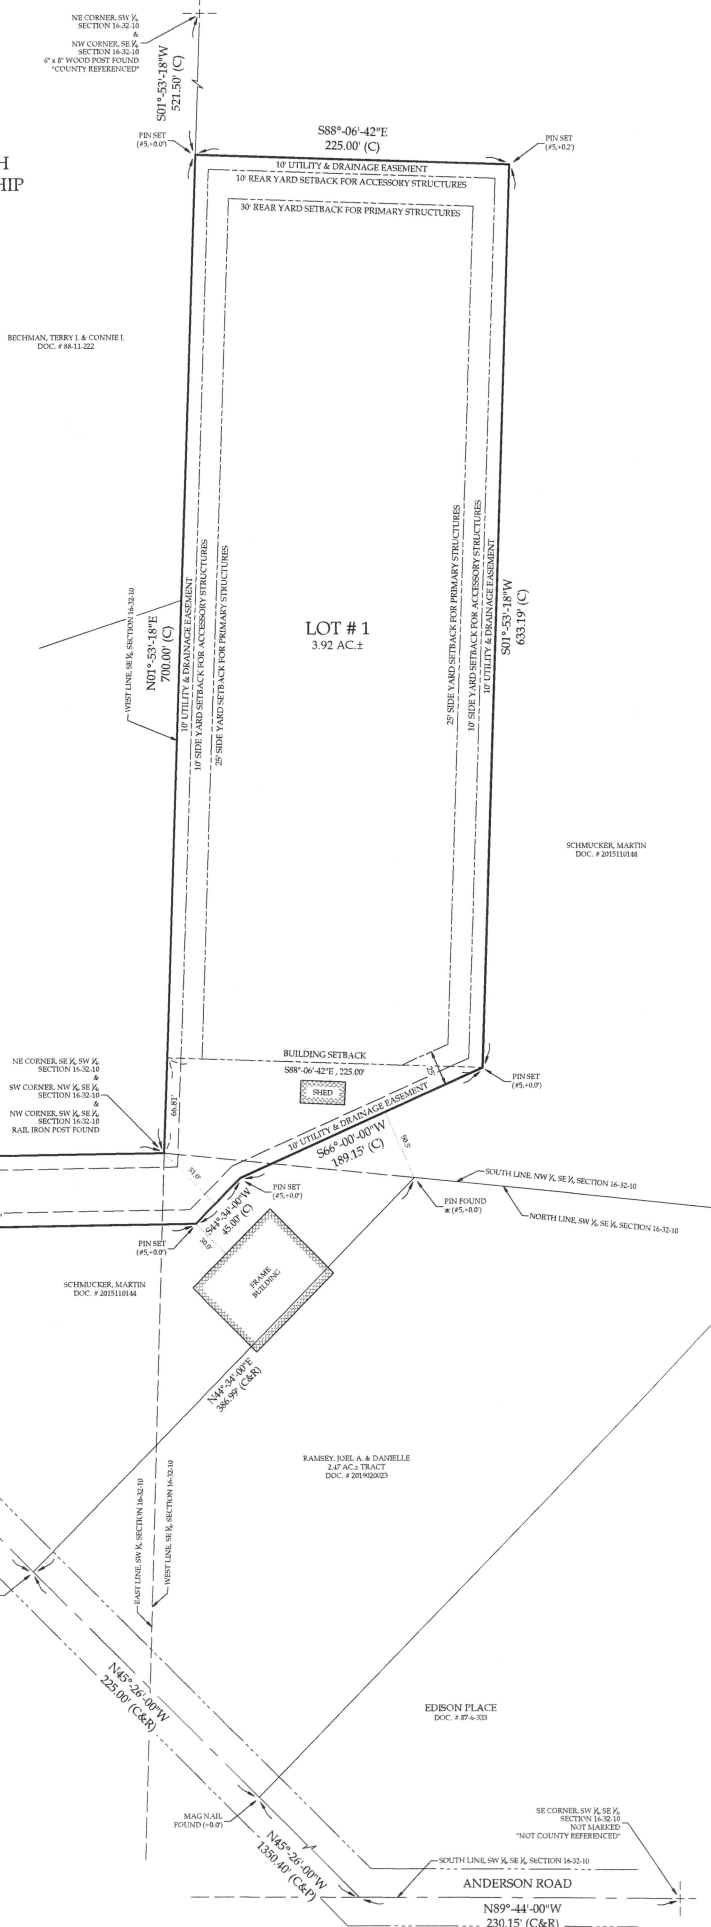 NE CORNER, SW ¼,
SECTION 16-32-10
&
NW CORNER, SE ¼,
SECTION 16-32-10
6" x 8" WOOD POST FOUND
"COUNTY REFERENCED"
S01°-53'-18"W
521.50' (C)
PIN SET
(#5,+0.0')
S88°-06'-42"E
225.00' (C)
PIN SET
(#5,+0.2')
10' UTILITY & DRAINAGE EASEMENT
10' REAR YARD SETBACK FOR ACCESSORY STRUCTURES
30' REAR YARD SETBACK FOR PRIMARY STRUCTURES
H
HIP
BECHMAN, TERRY J. & CONNIE J.
DOC. # 88-11-222
WEST LINE, SE ¼, SECTION 16-32-10
N01°-53'-18"E
700.00' (C)
10' UTILITY & DRAINAGE EASEMENT
10' SIDE YARD SETBACK FOR ACCESSORY STRUCTURES
25' SIDE YARD SETBACK FOR PRIMARY STRUCTURES
LOT # 1
3.92 AC.±
25' SIDE YARD SETBACK FOR PRIMARY STRUCTURES
10' SIDE YARD SETBACK FOR ACCESSORY STRUCTURES
10' UTILITY & DRAINAGE EASEMENT
S01°-53'-18"W
633.19' (C)
SCHMUCKER, MARTIN
DOC. # 2015110144
NE CORNER, SE ¼, SW ¼,
SECTION 16-32-10
&
SW CORNER, NW ¼, SE ¼,
SECTION 16-32-10
&
NW CORNER, SW ¼, SE ¼,
SECTION 16-32-10
RAIL IRON POST FOUND
66.81'
BUILDING SETBACK
S88°-06'-42"E , 225.00'
SHED
25'
PIN SET
(#5,+0.0')
10' UTILITY & DRAINAGE EASEMENT
S66°-00'-00"W
189.15' (C)
50.5'
SOUTH LINE, NW ¼, SE ¼, SECTION 16-32-10
NORTH LINE, SW ¼, SE ¼, SECTION 16-32-10
PIN FOUND
(#5,+0.0')
51.0'
PIN SET
(#5,+0.0')
S44°-34'-00"W
45.00' (C)
30.0'
PIN SET
(#5,+0.0')
SCHMUCKER, MARTIN
DOC. # 2015110144
FRAME
BUILDING
N44°-34'-00"E
386.99' (C&R)
RAMSEY, JOEL A. & DANIELLE
2.47 AC.± TRACT
DOC. # 2019020023
EAST LINE, SW ¼, SECTION 16-32-10
WEST LINE, SE ¼, SECTION 16-32-10
N45°-26'-00"W
225.00' (C&R)
EDISON PLACE
DOC. # 87-6-333
MAG NAIL
FOUND (+0.0')
N45°-26'-00"W
1350.40' (C&P)
SE CORNER, SW ¼, SE ¼,
SECTION 16-32-10
NOT MARKED
"NOT COUNTY REFERENCED"
SOUTH LINE, SW ¼, SE ¼, SECTION 16-32-10
ANDERSON ROAD
N89°-44'-00"W
230.15' (C&R)